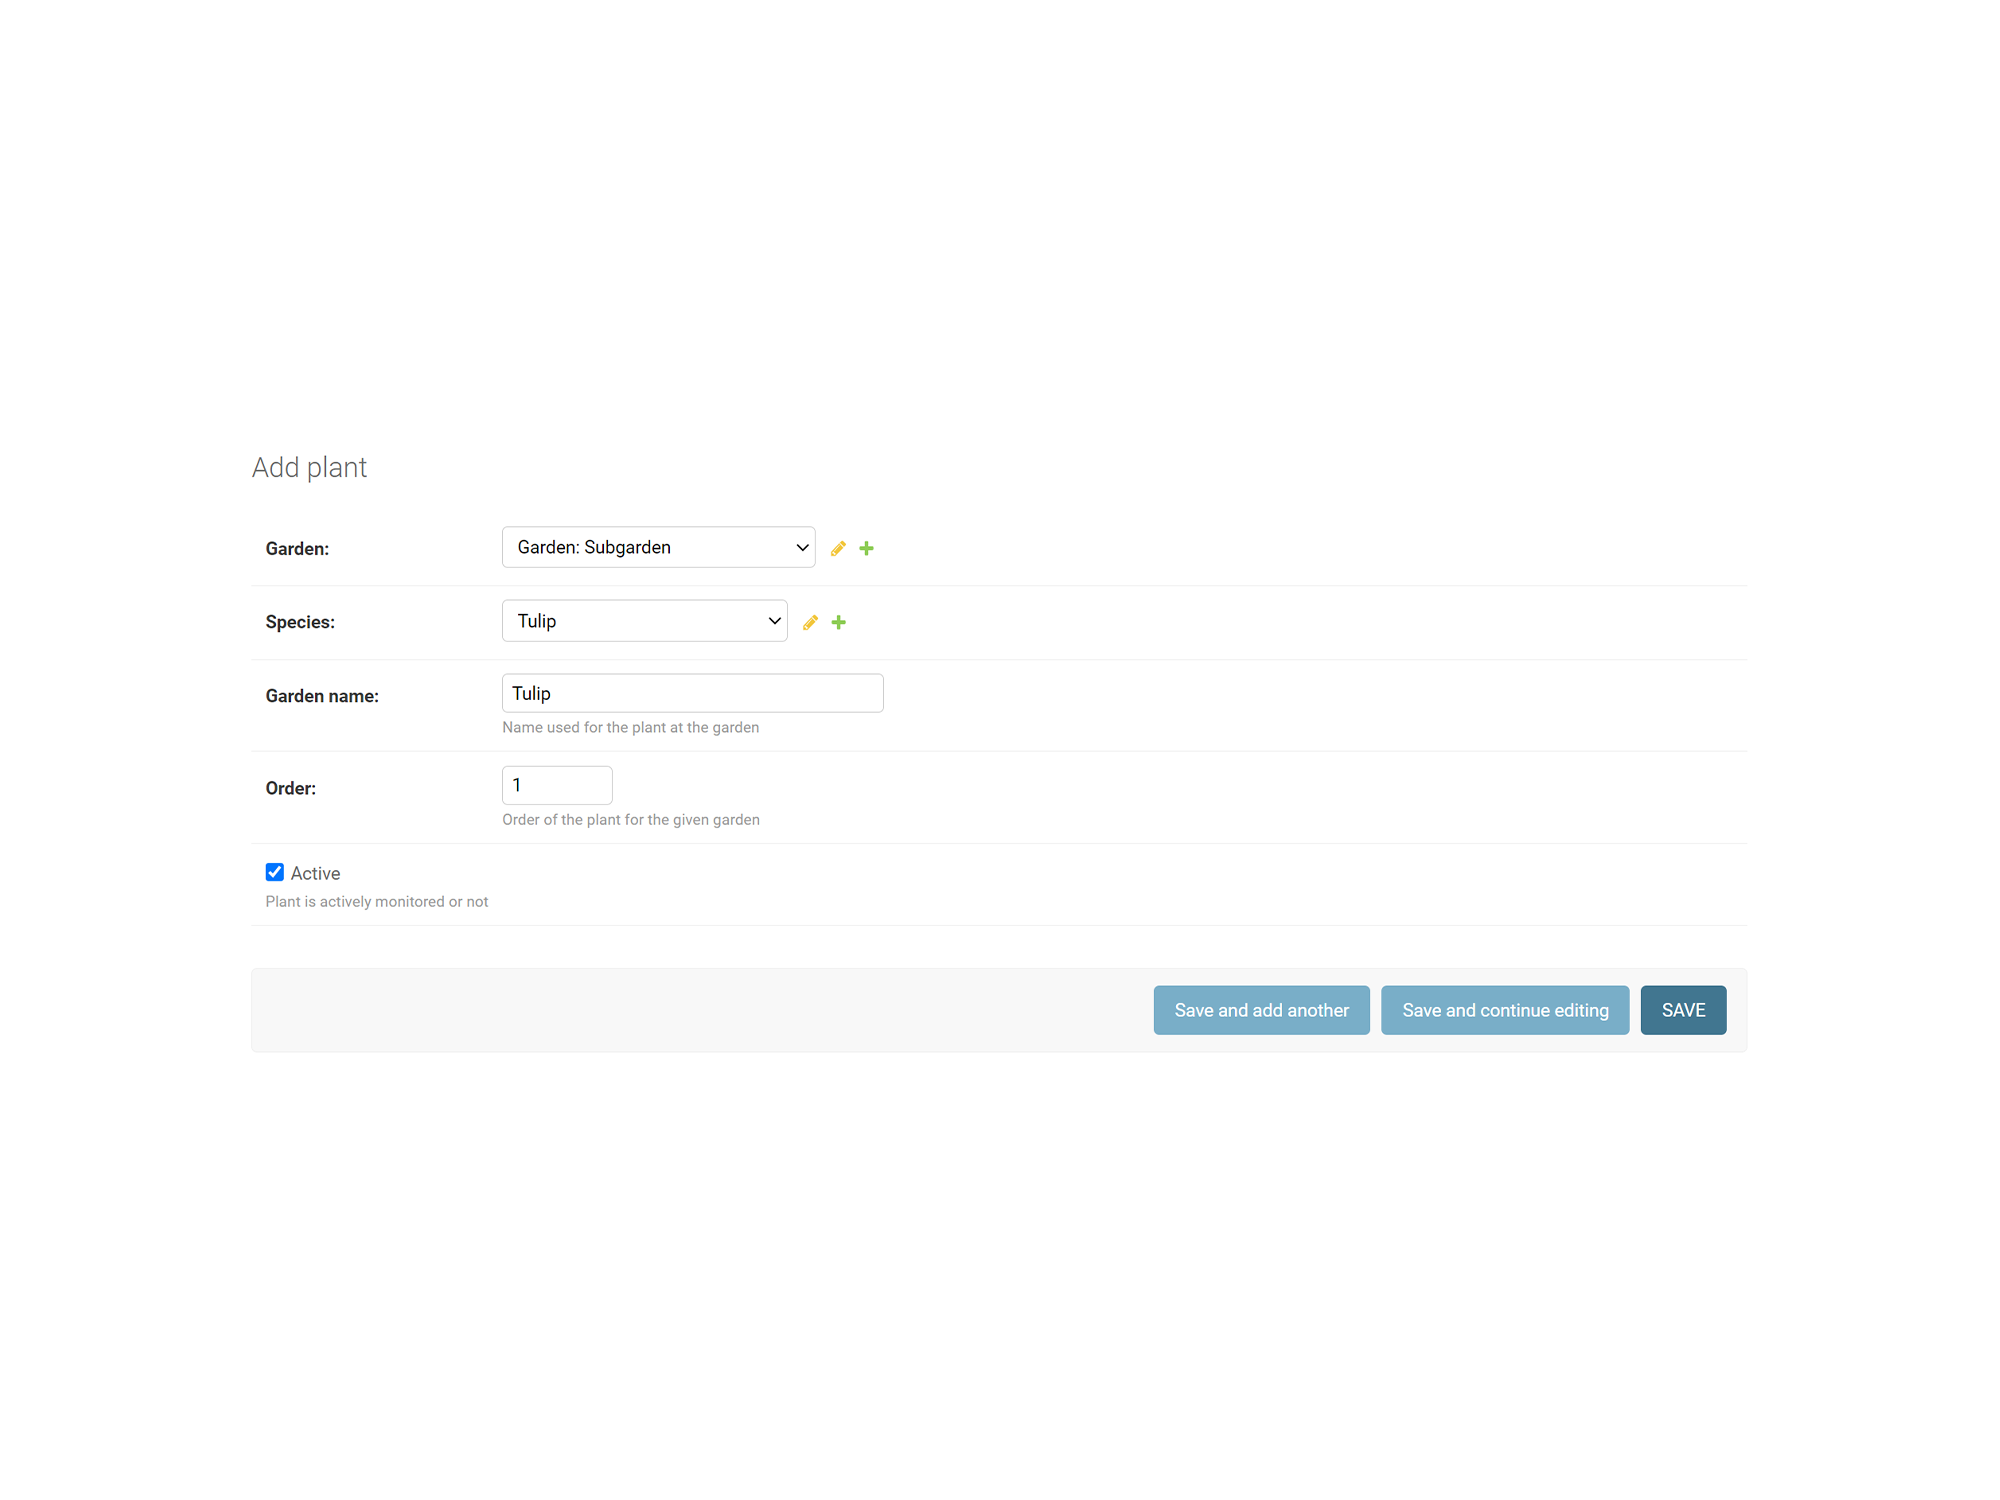 Add plant
Garden: Garden: Subgarden
Species: Tulip
Garden name: Tulip
Name used for the plant at the garden
Order: 1
Order of the plant for the given garden
Active
Plant is actively monitored or not
Save and add another Save and continue editing SAVE